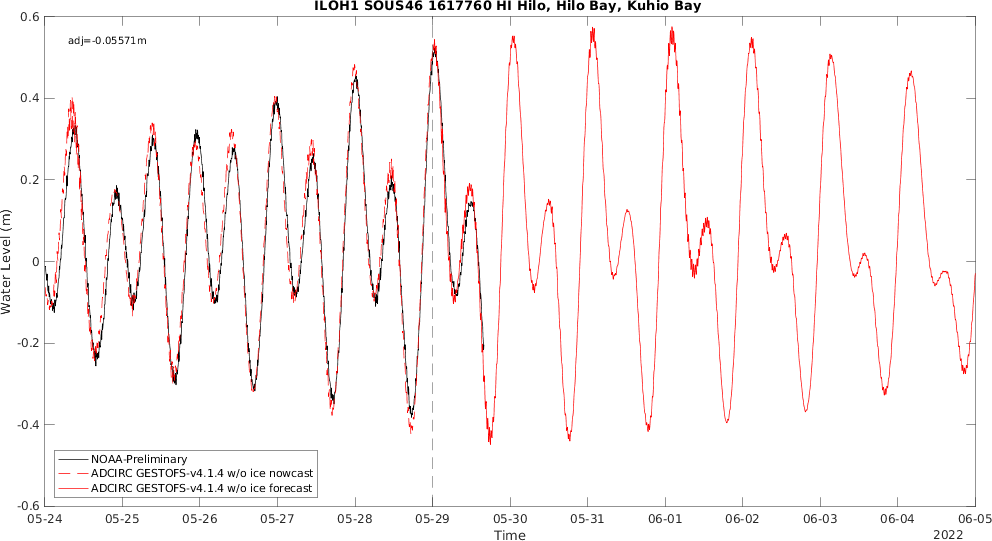 ILOH1 SOUS46 1617760 HI Hilo, Hilo Bay, Kuhio Bay
adj=-0.05571m
0.6
0.4
0.2
0
-0.2
-0.4
-0.6
Water Level (m)
NOAA-Preliminary
ADCIRC GESTOFS-v4.1.4 w/o ice nowcast
ADCIRC GESTOFS-v4.1.4 w/o ice forecast
05-24 05-25 05-26 05-27 05-28 05-29 05-30 05-31 06-01 06-02 06-03 06-04 06-05
Time
2022